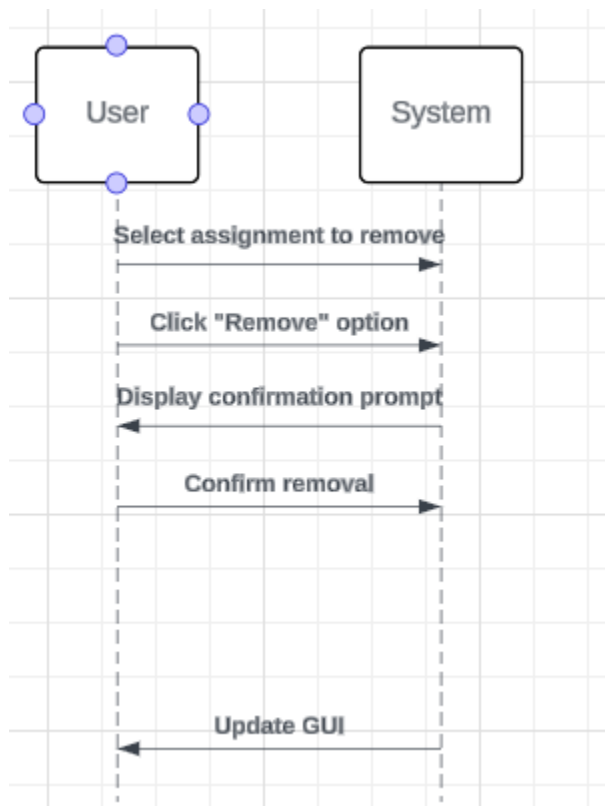 User
System
Select assignment to remove
Click "Remove" option
Display confirmation prompt
Confirm removal
Update GUI